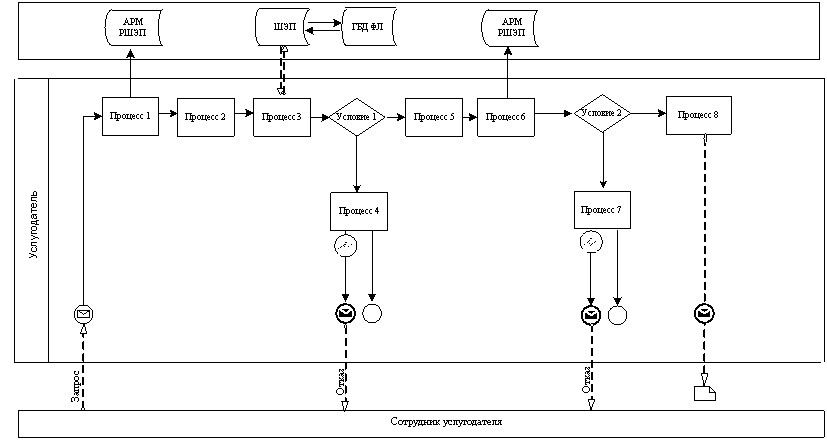 АРМ
РШЭП
ШЭП
ГБД ФЛ
АРМ
РШЭП
Услугодатель
Процесс 1
Процесс 2
Процесс 3
Условие 1
Процесс 5
Процесс 6
Условие 2
Процесс 8
Процесс 4
Процесс 7
Запрос
Отказ
Отказ
Сотрудник услугодателя